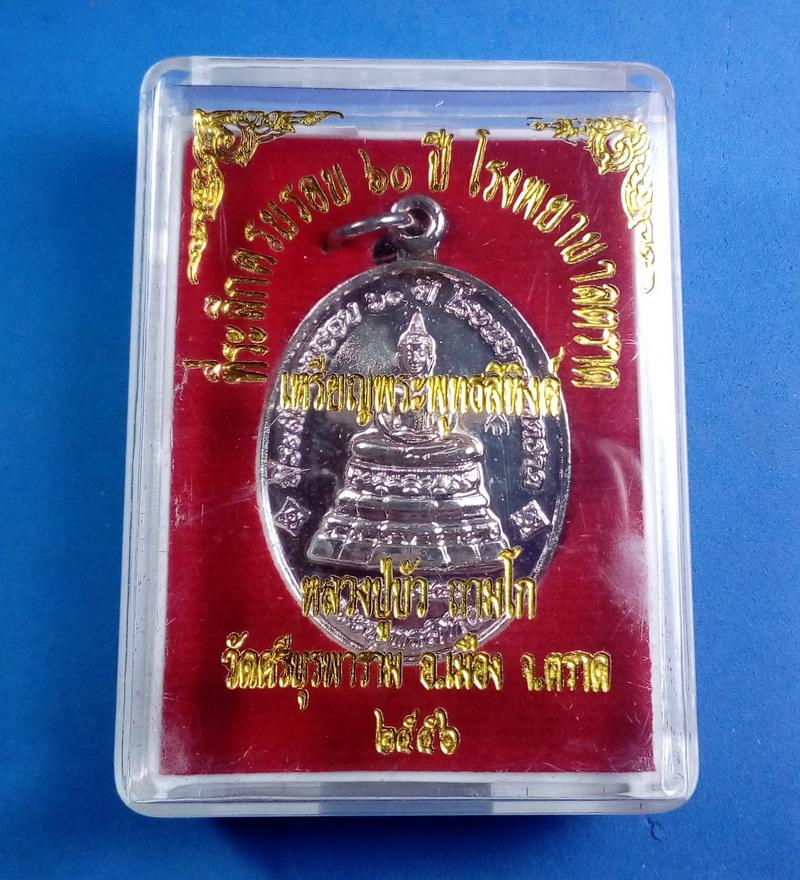 ที่ระลึกครบรอบ ๖๐ ปี โรงพยาบาลตราด
เหรียญพระพุทธสิหิงค์
หลวงปู่บัว ถามโก
วัดศรีบุรพาราม อ.เมือง จ.ตราด
๒๕๕๖